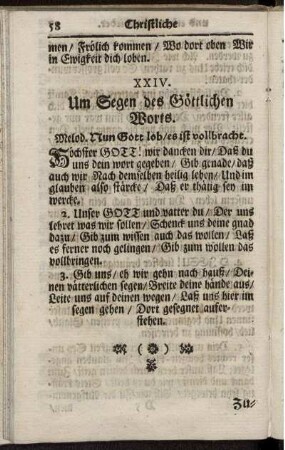 58 Christliche
men/ Frölich kommen/ Wo dort oben Wir
in Ewigkeit dich loben.
XXIV.
Um Segen des Göttlichen
Worts.
Melod. Nun Gott lob/es ist vollbracht.
Höchster GOTT! wir dancken dir/ Daß du
uns dein wort gegeben/ Gib gnade/ daß
auch wir Nach demselben heilig leben/ Und im
glauben also stärcke/ Daß er thätig sey im
wercke.
2. Unser GOTT und vatter du/ Der uns
lehret was wir sollen/ Schenck uns deine gnad
dazu/ Gib zum wissen auch das wollen/ Laß
es ferner noch gelingen/ Gib zum wollen das
vollbringen.
3. Gib uns/ eh wir gehn nach hauß/ Dei-
nen vätterlichen segen/ Breite deine hände aus/
Leite uns auf deinen wegen/ Laß uns hier im
segen gehen/ Dort gesegnet aufer-
stehen.
Zu-